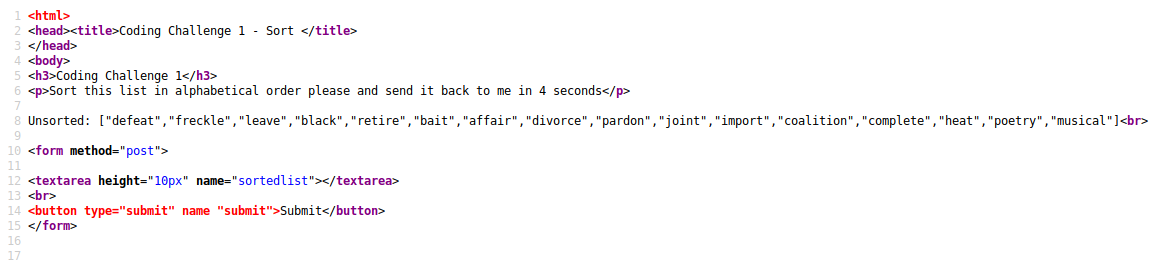 1 <html>
2 <head><title>Coding Challenge 1 - Sort </title>
3 </head>
4 <body>
5 <h3>Coding Challenge 1</h3>
6 <p>Sort this list in alphabetical order please and send it back to me in 4 seconds</p>
7
8 Unsorted: ["defeat","freckle","leave","black","retire","bait","affair","divorce","pardon","joint","import","coalition","complete","heat","poetry","musical"]<br>
9
10 <form method="post">
11
12 <textarea height="10px" name="sortedlist"></textarea>
13 <br>
14 <button type="submit" name "submit">Submit</button>
15 </form>
16
17